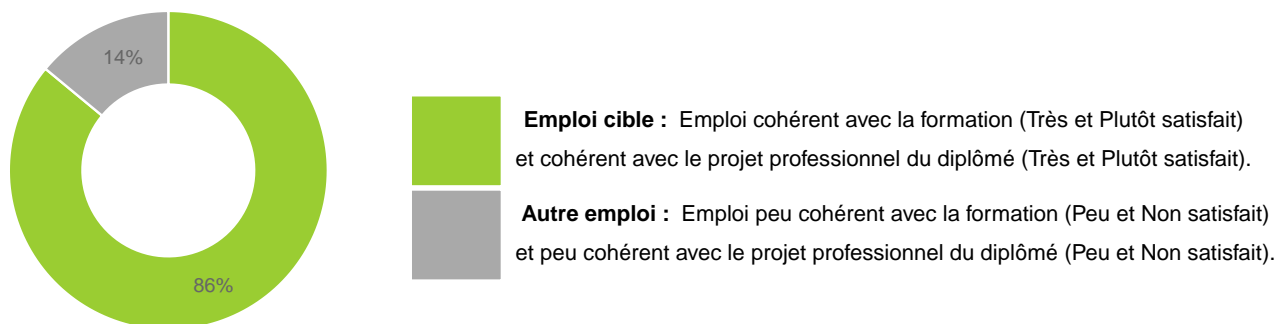 14%
86%
Emploi cible : Emploi cohérent avec la formation (Très et Plutôt satisfait)
et cohérent avec le projet professionnel du diplômé (Très et Plutôt satisfait).
Autre emploi : Emploi peu cohérent avec la formation (Peu et Non satisfait)
et peu cohérent avec le projet professionnel du diplômé (Peu et Non satisfait).